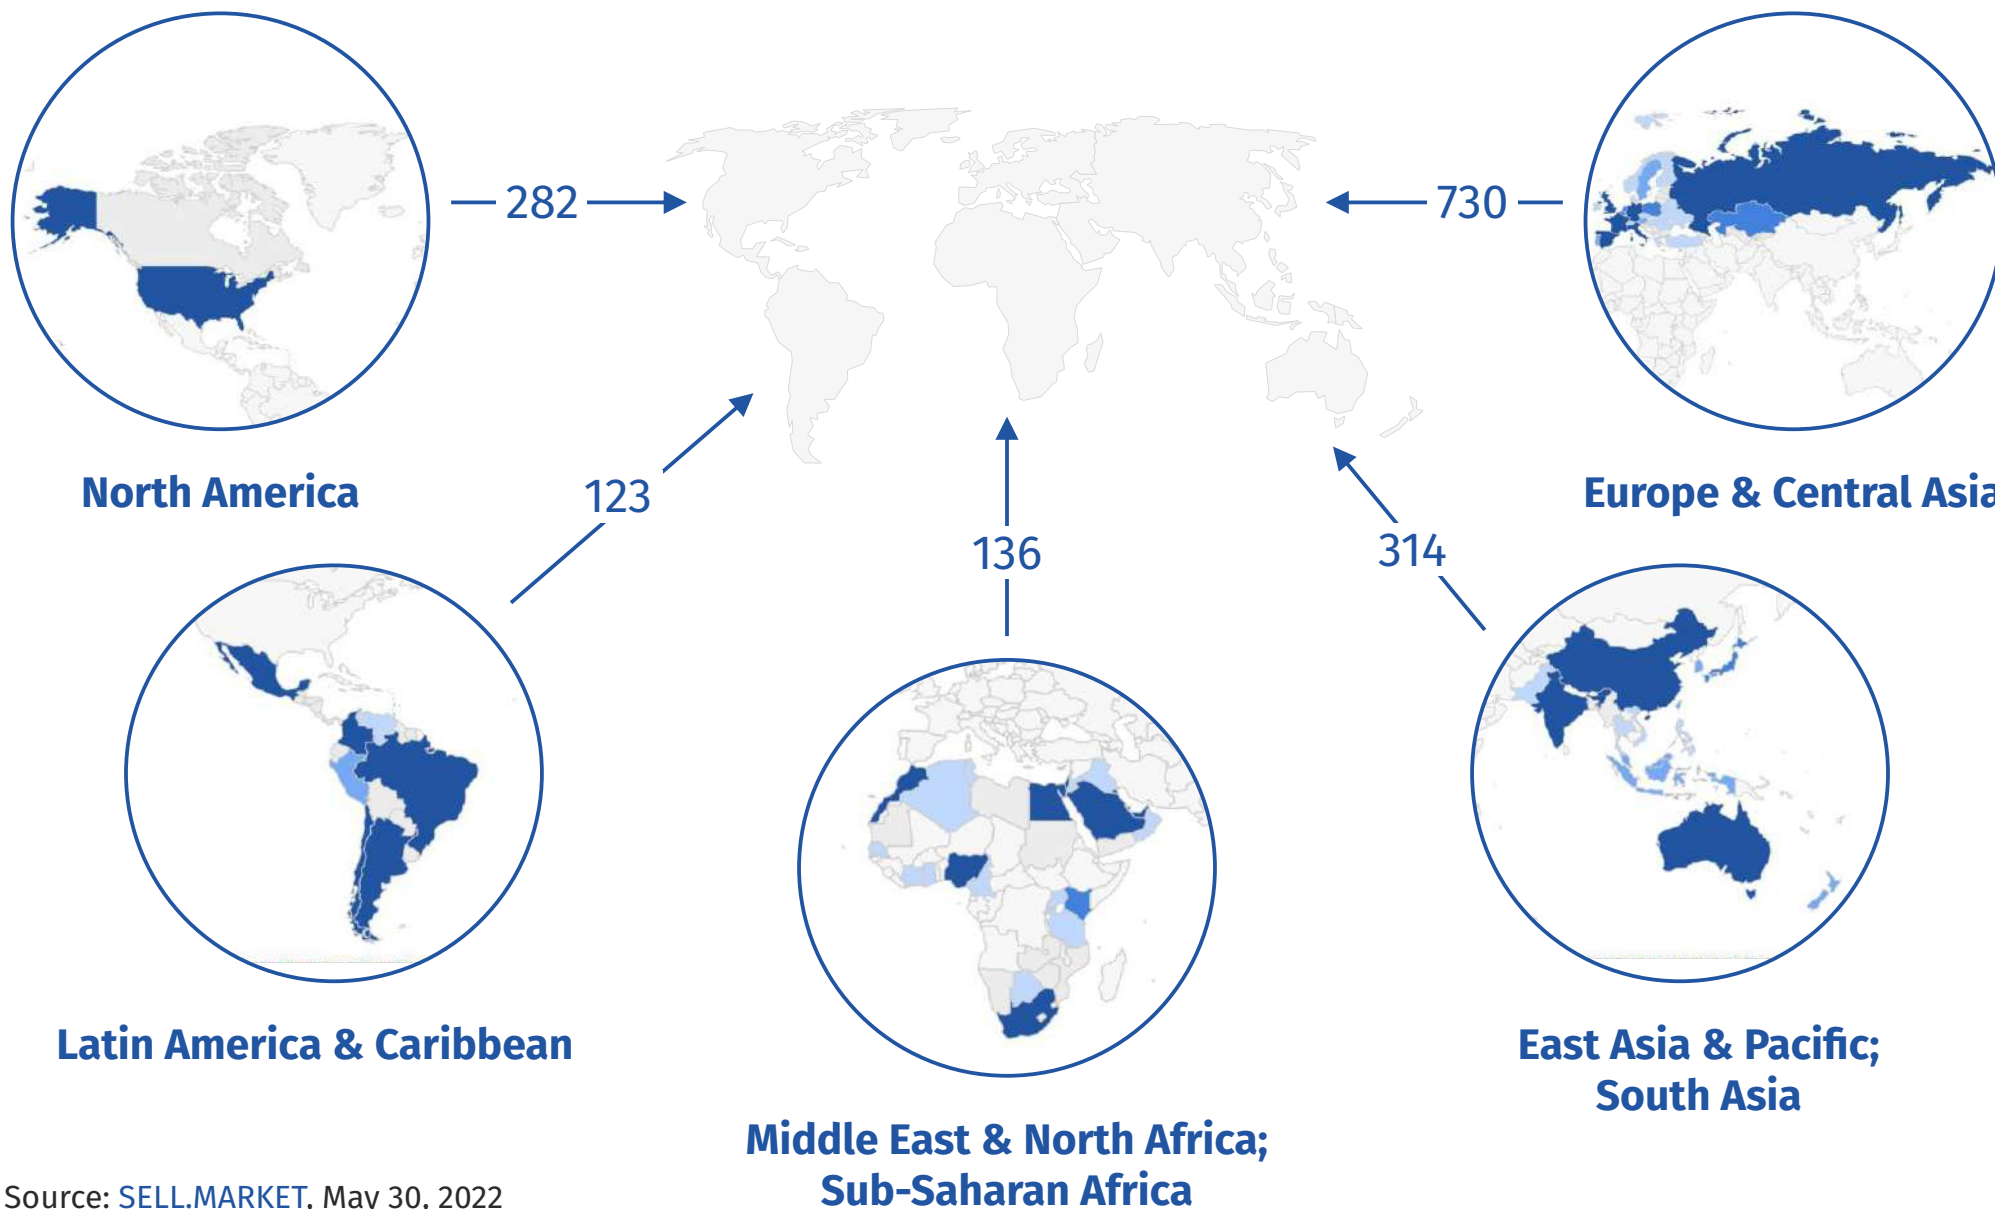 282
730
North America
Europe & Central Asia
123
136
314
Latin America & Caribbean
East Asia & Pacific;
South Asia
Middle East & North Africa;
Sub-Saharan Africa
Source: SELL.MARKET, May 30, 2022